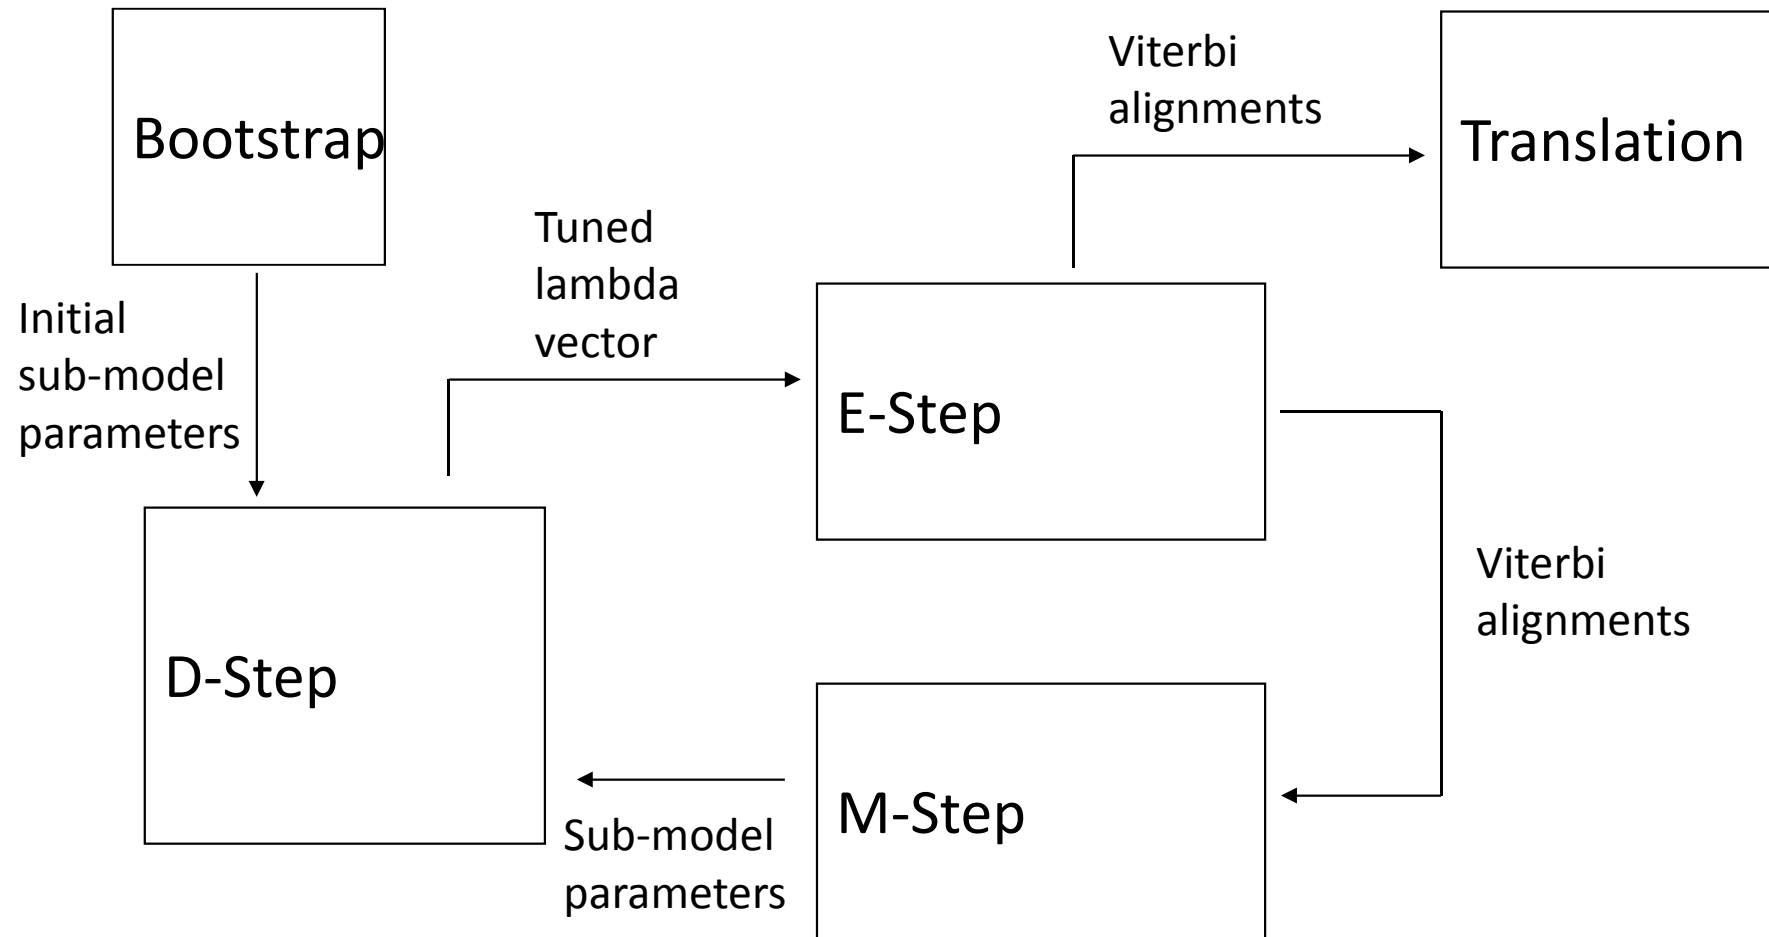 Bootstrap
Viterbi
alignments
Translation
Initial
sub-model
parameters
Tuned
lambda
vector
E-Step
Viterbi
alignments
D-Step
Sub-model
parameters
M-Step